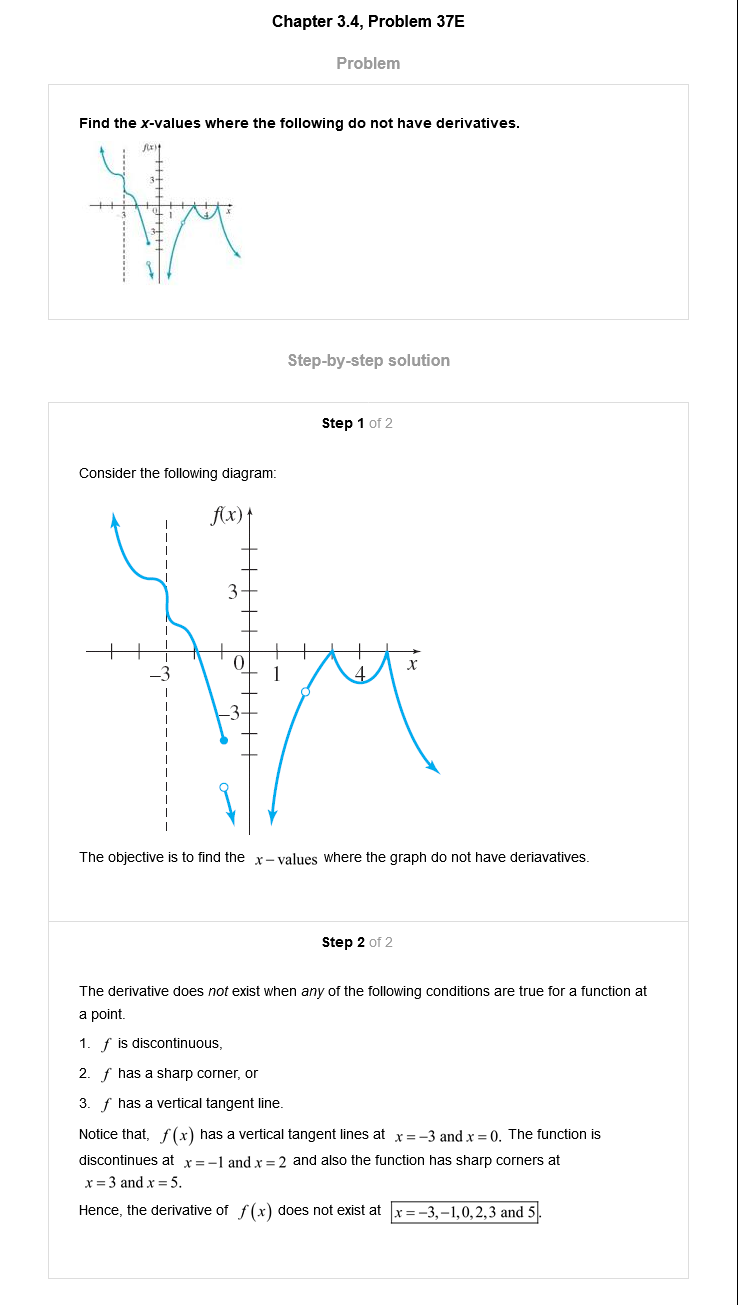 Chapter 3.4, Problem 37E
Problem
Find the x-values where the following do not have derivatives.
f(x)
3
-3
0
1
4
x
-3
Step-by-step solution
Step 1 of 2
Consider the following diagram:
f(x)
3
–3
0
1
4
x
–3
The objective is to find the x – values where the graph do not have deriavatives.
Step 2 of 2
The derivative does not exist when any of the following conditions are true for a function at
a point.
1. f is discontinuous,
2. f has a sharp corner, or
3. f has a vertical tangent line.
Notice that, f(x) has a vertical tangent lines at x = −3 and x = 0. The function is
discontinues at x = −1 and x = 2 and also the function has sharp corners at
x = 3 and x = 5.
Hence, the derivative of f(x) does not exist at x = −3, −1, 0, 2, 3 and 5.